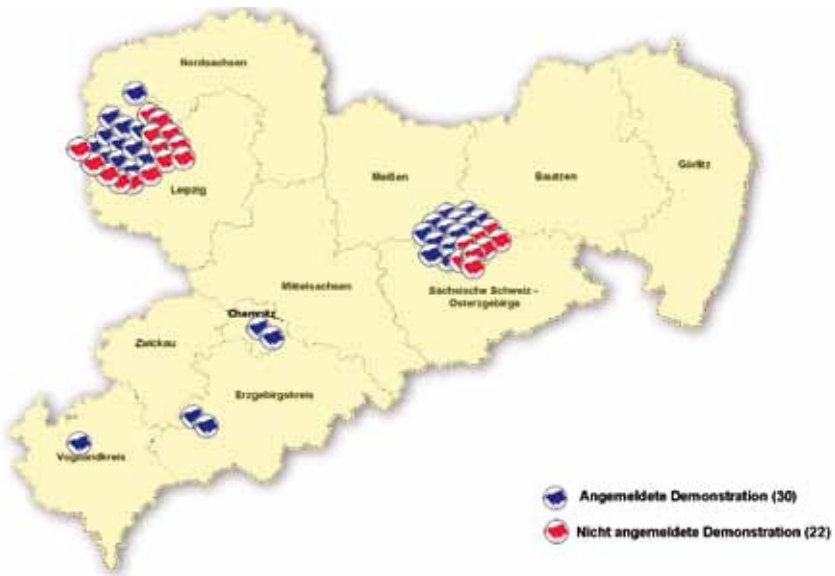 Nordsachsen
Leipzig
Meißen
Bautzen
Görlitz
Mittelsachsen
Sächsische Schweiz -
Osterzgebirge
Chemnitz
Zwickau
Erzgebirgskreis
Vogtlandkreis
Angemeldete Demonstration (30)
Nicht angemeldete Demonstration (22)